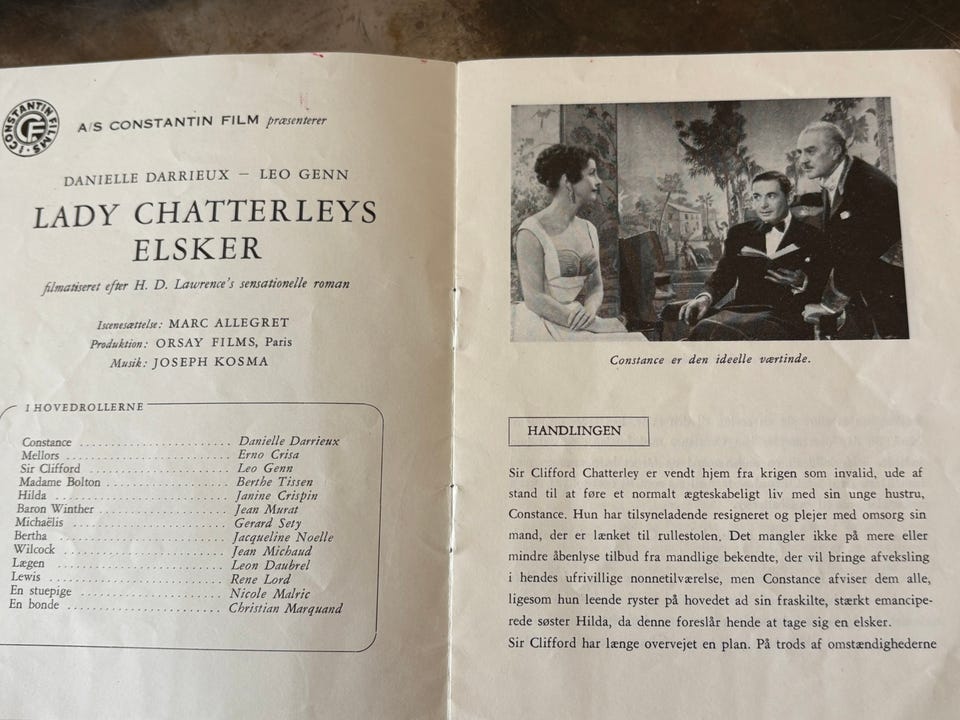 CONSTANTIN FILMS
CF
A/S CONSTANTIN FILM præsenterer
DANIELLE DARRIEUX – LEO GENN
LADY CHATTERLEYS
ELSKER
filmatiseret efter H. D. Lawrence's sensationelle roman
Iscenesættelse: MARC ALLEGRET
Produktion: ORSAY FILMS, Paris
Musik: JOSEPH KOSMA
I HOVEDROLLERNE
Constance . . . . . . . . . . . . . . . . . . . . . . . . Danielle Darrieux
Mellors . . . . . . . . . . . . . . . . . . . . . . . . Erno Crisa
Sir Clifford . . . . . . . . . . . . . . . . . . . . . . Leo Genn
Madame Bolton . . . . . . . . . . . . . . . . . . . Berthe Tissen
Hilda . . . . . . . . . . . . . . . . . . . . . . . . . . Janine Crispin
Baron Winther . . . . . . . . . . . . . . . . . . . . Jean Murat
Michaëlis . . . . . . . . . . . . . . . . . . . . . . . Gerard Sety
Bertha . . . . . . . . . . . . . . . . . . . . . . . . . Jacqueline Noelle
Wilcock . . . . . . . . . . . . . . . . . . . . . . . . Jean Michaud
Lægen . . . . . . . . . . . . . . . . . . . . . . . . . Leon Daubrel
Lewis . . . . . . . . . . . . . . . . . . . . . . . . . Rene Lord
En stuepige . . . . . . . . . . . . . . . . . . . . . Nicole Malric
En bonde . . . . . . . . . . . . . . . . . . . . . . . Christian Marquand
Constance er den ideelle værtinde.
HANDLINGEN
Sir Clifford Chatterley er vendt hjem fra krigen som invalid, ude af
stand til at føre et normalt ægteskabeligt liv med sin unge hustru,
Constance. Hun har tilsyneladende resigneret og plejer med omsorg sin
mand, der er lænket til rullestolen. Det mangler ikke på mere eller
mindre åbenlyse tilbud fra mandlige bekendte, der vil bringe afveksling
i hendes ufrivillige nonnetilværelse, men Constance afviser dem alle,
ligesom hun leende ryster på hovedet ad sin fraskilte, stærkt emancipe-
rede søster Hilda, da denne foreslår hende at tage sig en elsker.
Sir Clifford har længe overvejet en plan. På trods af omstændighederne